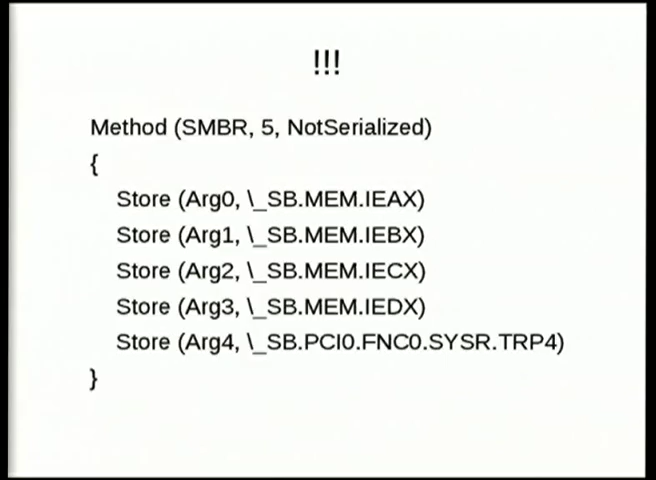 !!!
Method (SMBR, 5, NotSerialized)
{
Store (Arg0, \_SB.MEM.IEAX)
Store (Arg1, \_SB.MEM.IEBX)
Store (Arg2, \_SB.MEM.IECX)
Store (Arg3, \_SB.MEM.IEDX)
Store (Arg4, \_SB.PCI0.FNC0.SYSR.TRP4)
}